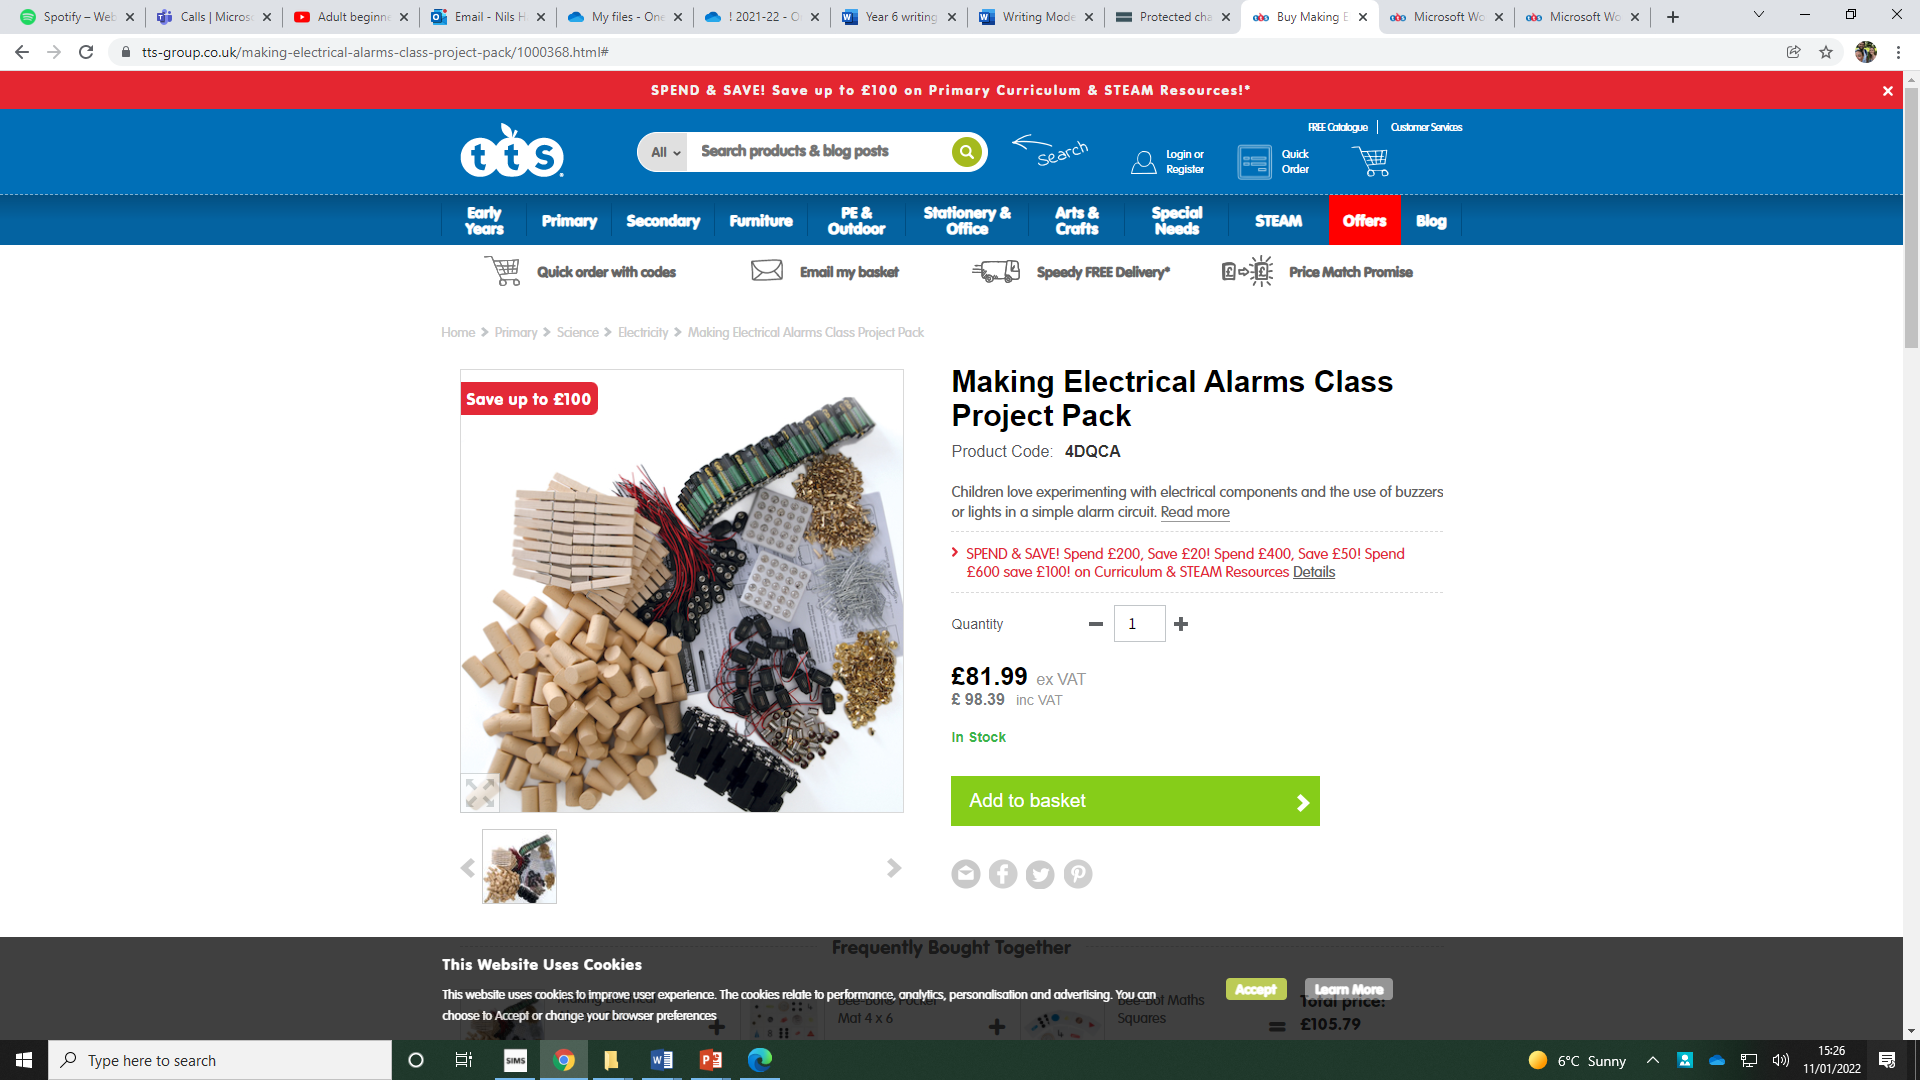 Spotify – Web
Calls | Micros
Adult beginne
Email - Nils H
My files - One
! 2021-22 - O
Year 6 writing
Writing Mode
Protected cha
Buy Making E
Microsoft Wo
Microsoft Wo
tts-group.co.uk/making-electrical-alarms-class-project-pack/1000368.html#
SPEND & SAVE! Save up to £100 on Primary Curriculum & STEAM Resources!*
FREE Catalogue
Customer Services
tts
All
Search products & blog posts
Search
Login or
Register
Quick
Order
Early
Years
Primary
Secondary
Furniture
PE &
Outdoor
Stationery &
Office
Arts &
Crafts
Special
Needs
STEAM
Offers
Blog
Quick order with codes
Email my basket
Speedy FREE Delivery*
Price Match Promise
Home > Primary > Science > Electricity > Making Electrical Alarms Class Project Pack
Save up to £100
Making Electrical Alarms Class
Project Pack
Product Code: 4DQCA
Children love experimenting with electrical components and the use of buzzers
or lights in a simple alarm circuit. Read more
SPEND & SAVE! Spend £200, Save £20! Spend £400, Save £50! Spend
£600 save £100! on Curriculum & STEAM Resources Details
Quantity 1
£81.99 ex VAT
£ 98.39 inc VAT
In Stock
Add to basket
Frequently Bought Together
This Website Uses Cookies
This website uses cookies to improve user experience. The cookies relate to performance, analytics, personalisation and advertising. You can
choose to Accept or change your browser preferences
Accept
Learn More
Mat 4 x 6
Bee-Bot Maths
Squares
Total price:
£105.79
Type here to search
SIMS
6°C Sunny
15:26
11/01/2022